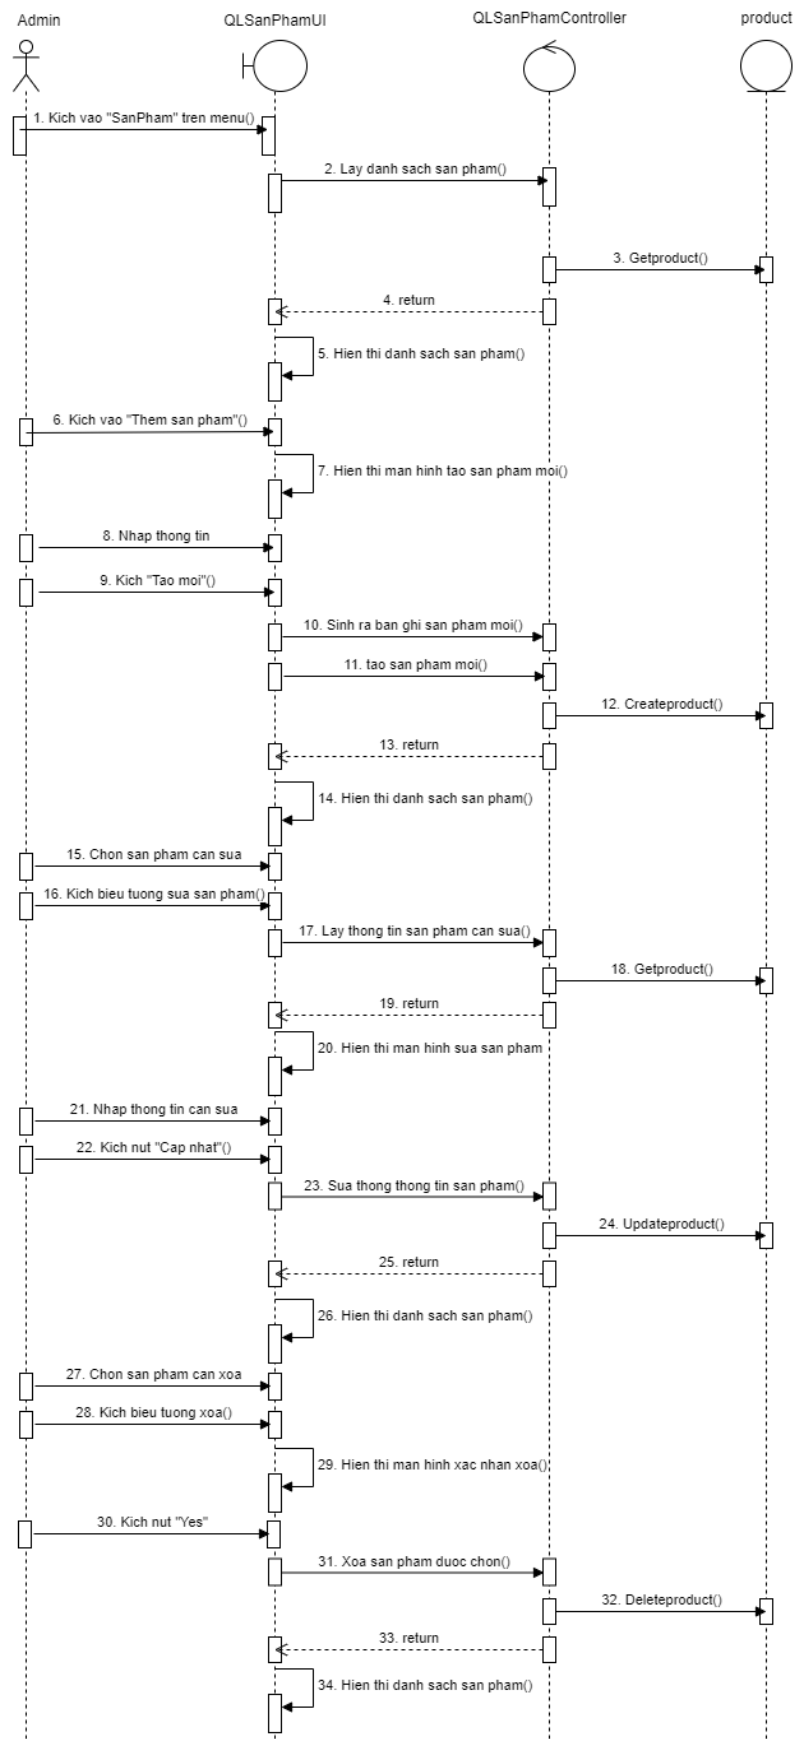 Admin
QLSanPhamUI
QLSanPhamController
product
1. Kich vao "SanPham" tren menu()
2. Lay danh sach san pham()
3. Getproduct()
4. return
5. Hien thi danh sach san pham()
6. Kich vao "Them san pham"()
7. Hien thi man hinh tao san pham moi()
8. Nhap thong tin
9. Kich "Tao moi"()
10. Sinh ra ban ghi san pham moi()
11. tao san pham moi()
12. Createproduct()
13. return
14. Hien thi danh sach san pham()
15. Chon san pham can sua
16. Kich bieu tuong sua san pham()
17. Lay thong tin san pham can sua()
18. Getproduct()
19. return
20. Hien thi man hinh sua san pham
21. Nhap thong tin can sua
22. Kich nut "Cap nhat"()
23. Sua thong thong tin san pham()
24. Updateproduct()
25. return
26. Hien thi danh sach san pham()
27. Chon san pham can xoa
28. Kich bieu tuong xoa()
29. Hien thi man hinh xac nhan xoa()
30. Kich nut "Yes"
31. Xoa san pham duoc chon()
32. Deleteproduct()
33. return
34. Hien thi danh sach san pham()